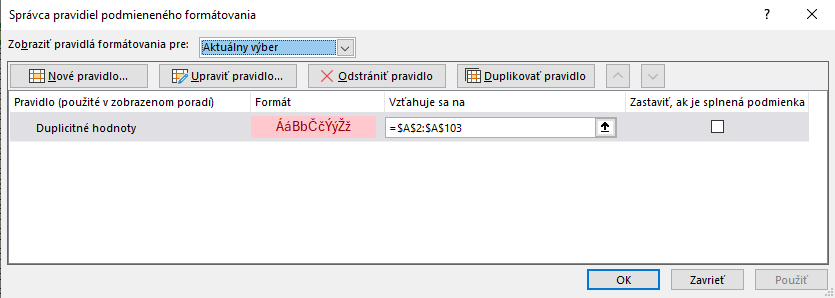 Správca pravidiel podmieneného formátovania
? ×
Zobraziť pravidlá formátovania pre: Aktuálny výber
Nové pravidlo... Upraviť pravidlo... Odstrániť pravidlo Duplikovať pravidlo
Pravidlo (použité v zobrazenom poradí) Formát Vzťahuje sa na Zastaviť, ak je splnená podmienka
Duplicitné hodnoty ÁáBbČčÝýŽž =$A$2:$A$103
OK Zavrieť Použiť